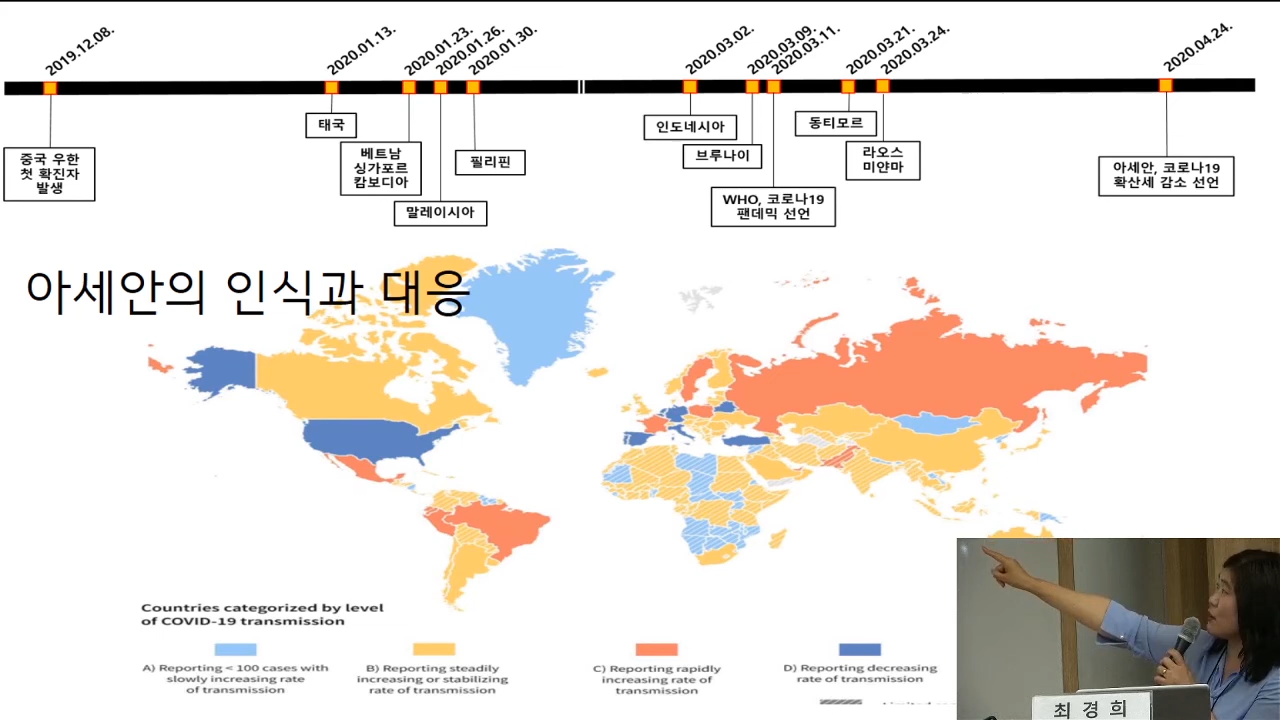 2019.12.08.
2020.01.13.
2020.01.23.
2020.01.26.
2020.01.30.
2020.03.02.
2020.03.09.
2020.03.11.
2020.03.21.
2020.03.24.
2020.04.24.
중국 우한
첫 확진자
발생
태국
베트남
싱가포르
캄보디아
말레이시아
필리핀
인도네시아
브루나이
WHO, 코로나19
팬데믹 선언
동티모르
라오스
미얀마
아세안, 코로나19
확산세 감소 선언
아세안의 인식과 대응
Countries categorized by level
of COVID-19 transmission
A) Reporting < 100 cases with
slowly increasing rate
of transmission
B) Reporting steadily
increasing or stabilizing
rate of transmission
C) Reporting rapidly
increasing rate of
transmission
D) Reporting decreasing
rate of transmission
최경희